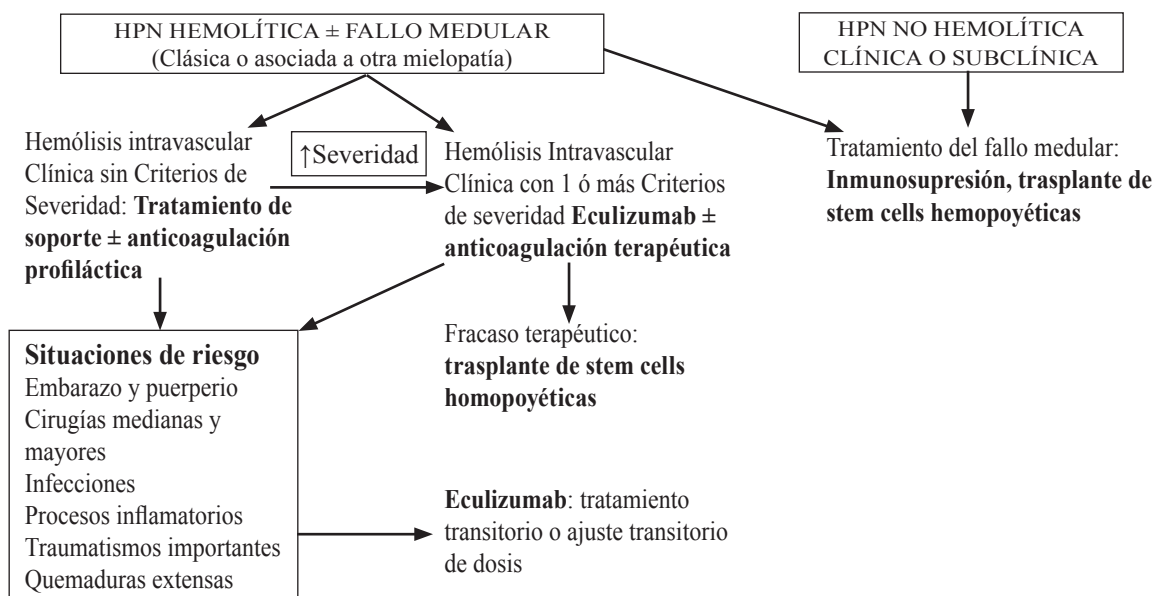 HPN HEMOLÍTICA ± FALLO MEDULAR
(Clásica o asociada a otra mielopatía)
HPN NO HEMOLÍTICA
CLÍNICA O SUBCLÍNICA
Hemólisis intravascular
Clínica sin Criterios de
Severidad: Tratamiento de
soporte ± anticoagulación
profiláctica
↑Severidad
Hemólisis Intravascular
Clínica con 1 ó más Criterios
de severidad Eculizumab ±
anticoagulación terapéutica
Tratamiento del fallo medular:
Inmunosupresión, trasplante de
stem cells hemopoyéticas
Situaciones de riesgo
Embarazo y puerperio
Cirugías medianas y
mayores
Infecciones
Procesos inflamatorios
Traumatismos importantes
Quemaduras extensas
Fracaso terapéutico:
trasplante de stem cells
homopoyéticas
Eculizumab: tratamiento
transitorio o ajuste transitorio
de dosis